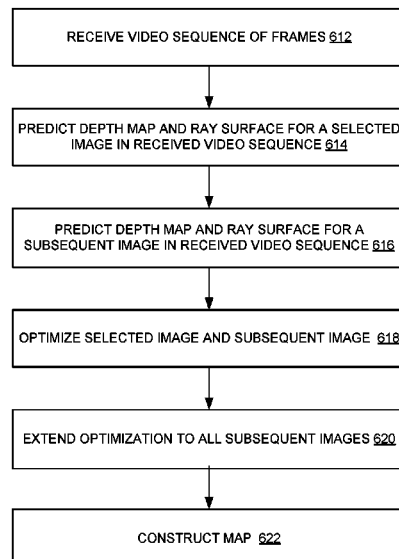 RECEIVE VIDEO SEQUENCE OF FRAMES 612
PREDICT DEPTH MAP AND RAY SURFACE FOR A SELECTED
IMAGE IN RECEIVED VIDEO SEQUENCE 614
PREDICT DEPTH MAP AND RAY SURFACE FOR A
SUBSEQUENT IMAGE IN RECEIVED VIDEO SEQUENCE 616
OPTIMIZE SELECTED IMAGE AND SUBSEQUENT IMAGE 618
EXTEND OPTIMIZATION TO ALL SUBSEQUENT IMAGES 620
CONSTRUCT MAP 622